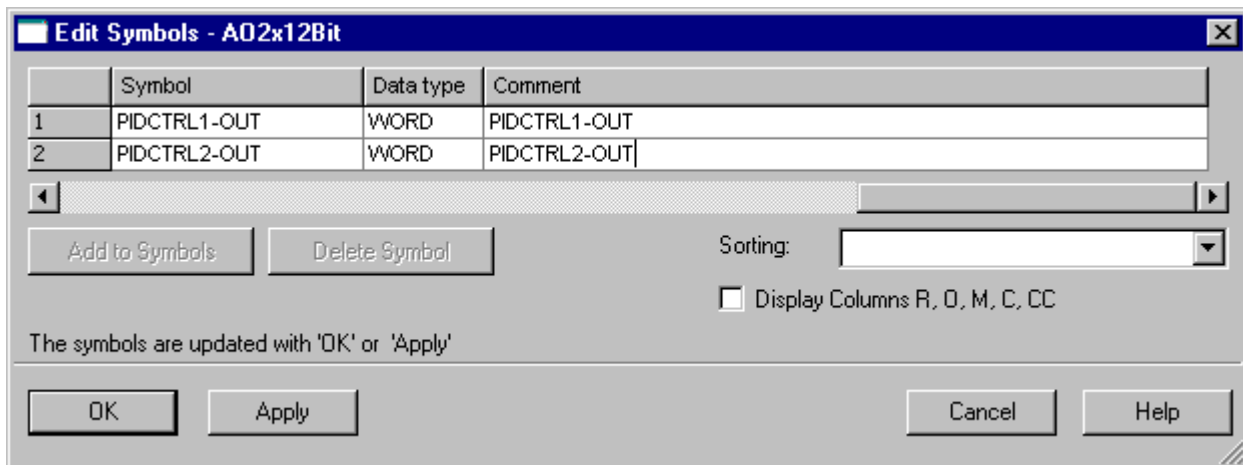 Edit Symbols - AO2x12Bit
Symbol Data type Comment
1 PIDCTRL1-OUT WORD PIDCTRL1-OUT
2 PIDCTRL2-OUT WORD PIDCTRL2-OUT
Add to Symbols Delete Symbol Sorting:
Display Columns R, O, M, C, CC
The symbols are updated with 'OK' or 'Apply'
OK Apply Cancel Help